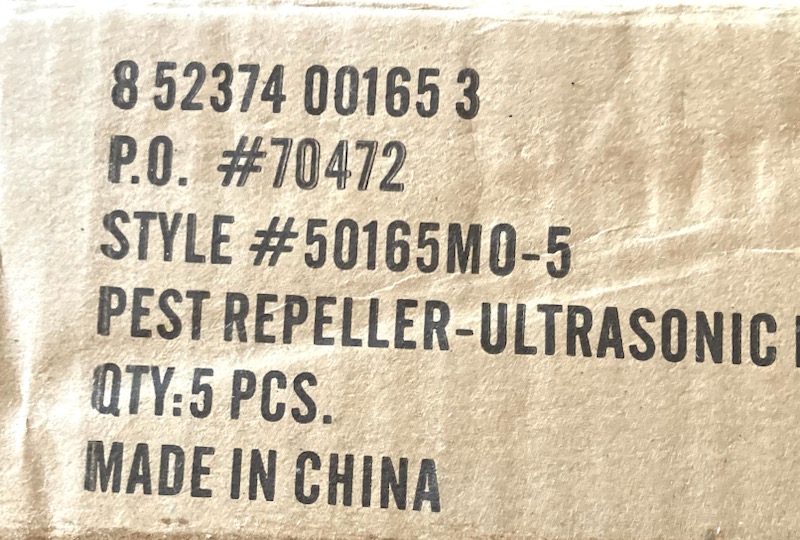 8 52374 00165 3
P.O. #70472
STYLE #50165MO-5
PEST REPELLER-ULTRASONIC
QTY:5 PCS.
MADE IN CHINA